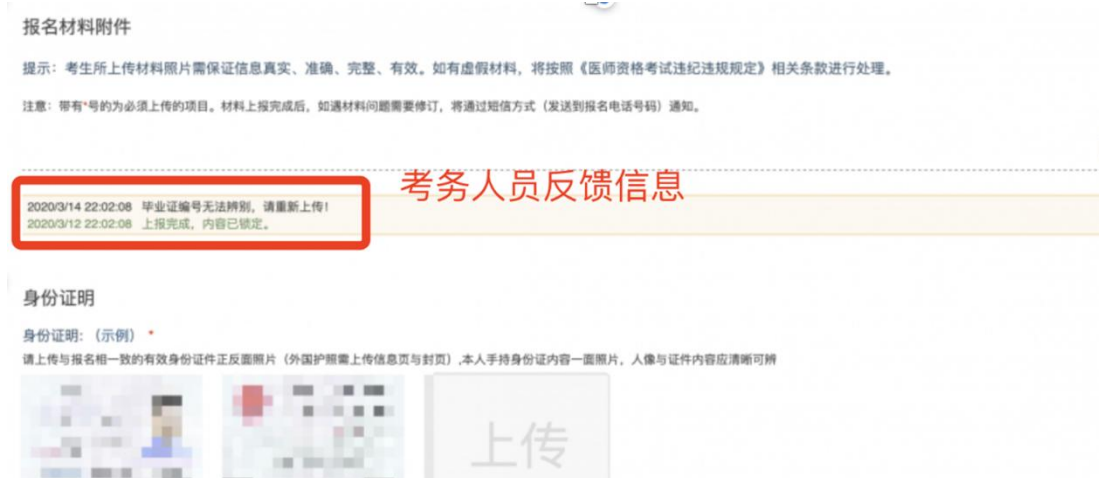 报名材料附件
提示：考生所上传材料照片需保证信息真实、准确、完整、有效。如有虚假材料，将按照《医师资格考试违纪违规规定》相关条款进行处理。
注意：带有*号的为必须上传的项目。材料上报完成后，如遇材料问题需要修订，将通过短信方式（发送到报名电话号码）通知。
考务人员反馈信息
2020/3/14 22:02:08 毕业证编号无法辨别，请重新上传！
2020/3/12 22:02:08 上报完成，内容已锁定。
身份证明
身份证明：（示例） *
请上传与报名相一致的有效身份证件正反面照片（外国护照需上传信息页与封页）,本人手持身份证内容一面照片，人像与证件内容应清晰可辨
上传